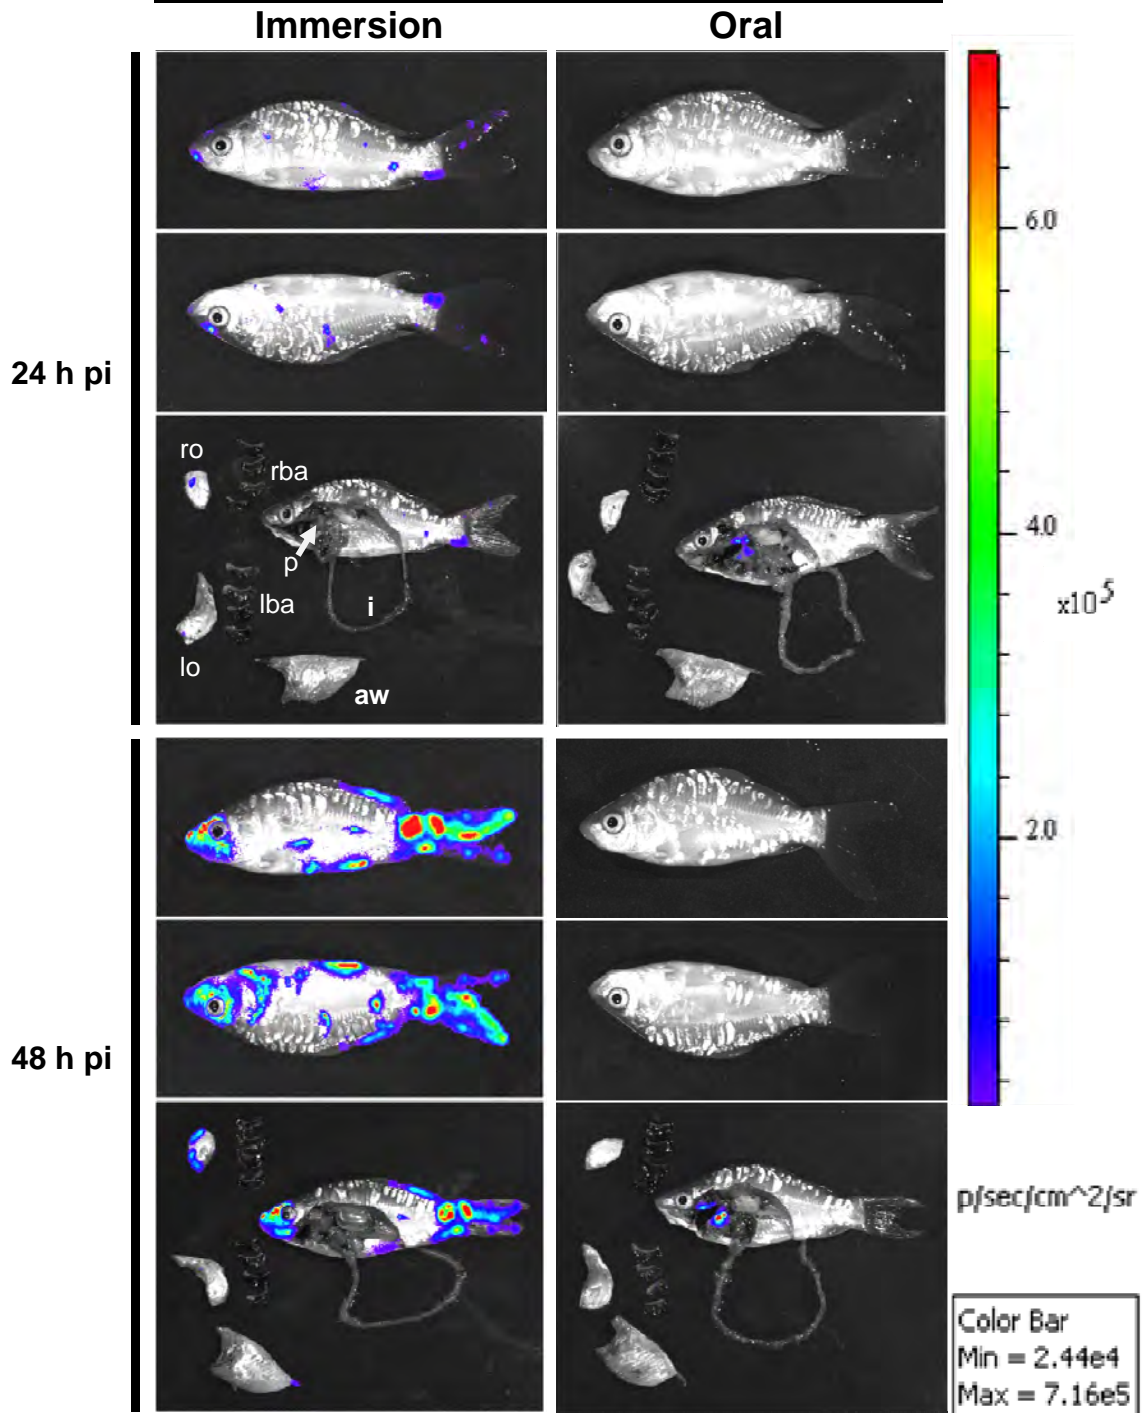 Immersion Oral
24 h pi
ro
rba
p
lba
i
lo
aw
48 h pi
6.0
4.0
x10^5
2.0
p/sec/cm^2/sr
Color Bar
Min = 2.44e4
Max = 7.16e5